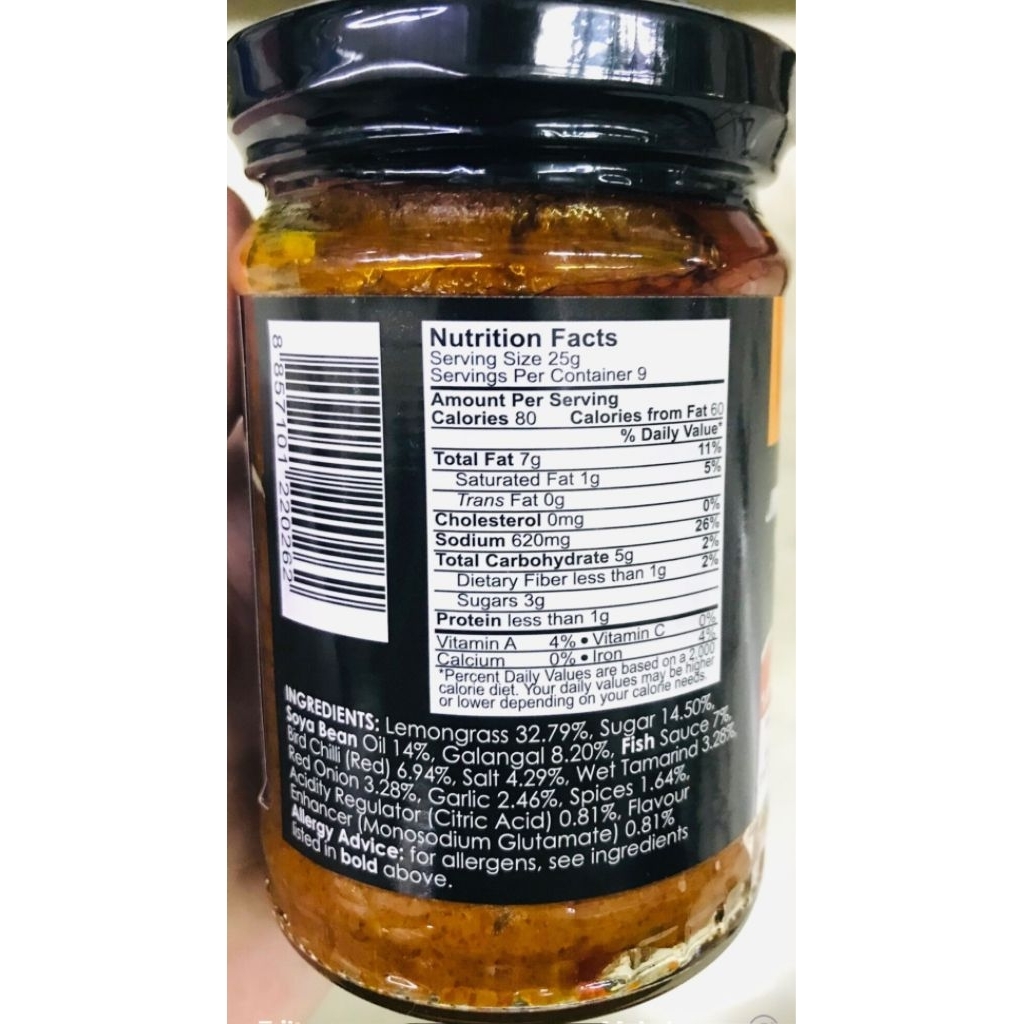 8 857101 220262
Nutrition Facts
Serving Size 25g
Servings Per Container 9
Amount Per Serving
Calories 80 Calories from Fat 60
% Daily Value*
Total Fat 7g 11%
Saturated Fat 1g 5%
Trans Fat 0g
Cholesterol 0mg 0%
Sodium 620mg 26%
Total Carbohydrate 5g 2%
Dietary Fiber less than 1g 2%
Sugars 3g
Protein less than 1g
Vitamin A 4% • Vitamin C 0%
Calcium 0% • Iron 4%
*Percent Daily Values are based on a 2,000
calorie diet. Your daily values may be higher
or lower depending on your calorie needs.
INGREDIENTS: Lemongrass 32.79%, Sugar 14.50%,
Soya Bean Oil 14%, Galangal 8.20%, Fish Sauce 7%,
Bird Chilli (Red) 6.94%, Salt 4.29%, Wet Tamarind 3.28%,
Red Onion 3.28%, Garlic 2.46%, Spices 1.64%,
Acidity Regulator (Citric Acid) 0.81%, Flavour
Enhancer (Monosodium Glutamate) 0.81%
Allergy Advice: for allergens, see ingredients
listed in bold above.